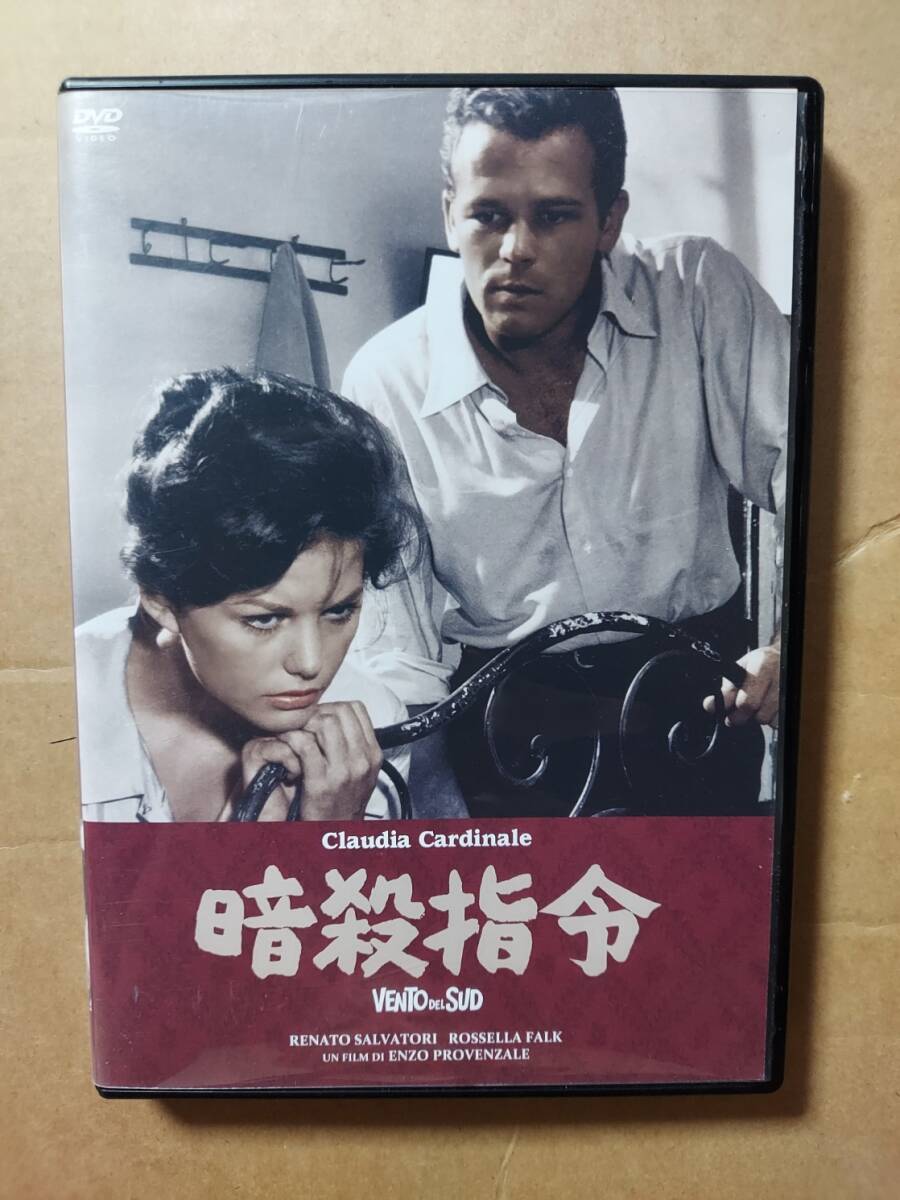 DVD
VIDEO
Claudia Cardinale
暗殺指令
VENTO DEL SUD
RENATO SALVATORI ROSSELLA FALK
UN FILM DI ENZO PROVENZALE